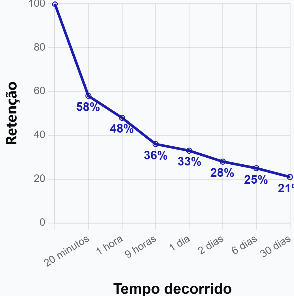 100
80
60
40
20
0
Retenção
58%
48%
36%
33%
28%
25%
21%
20 minutos
1 hora
9 horas
1 dia
2 dias
6 dias
30 dias
Tempo decorrido